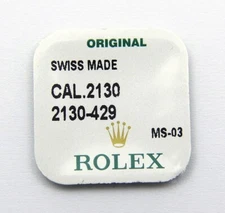 ORIGINAL
SWISS MADE
CAL.2130
2130-429
MS-03
ROLEX